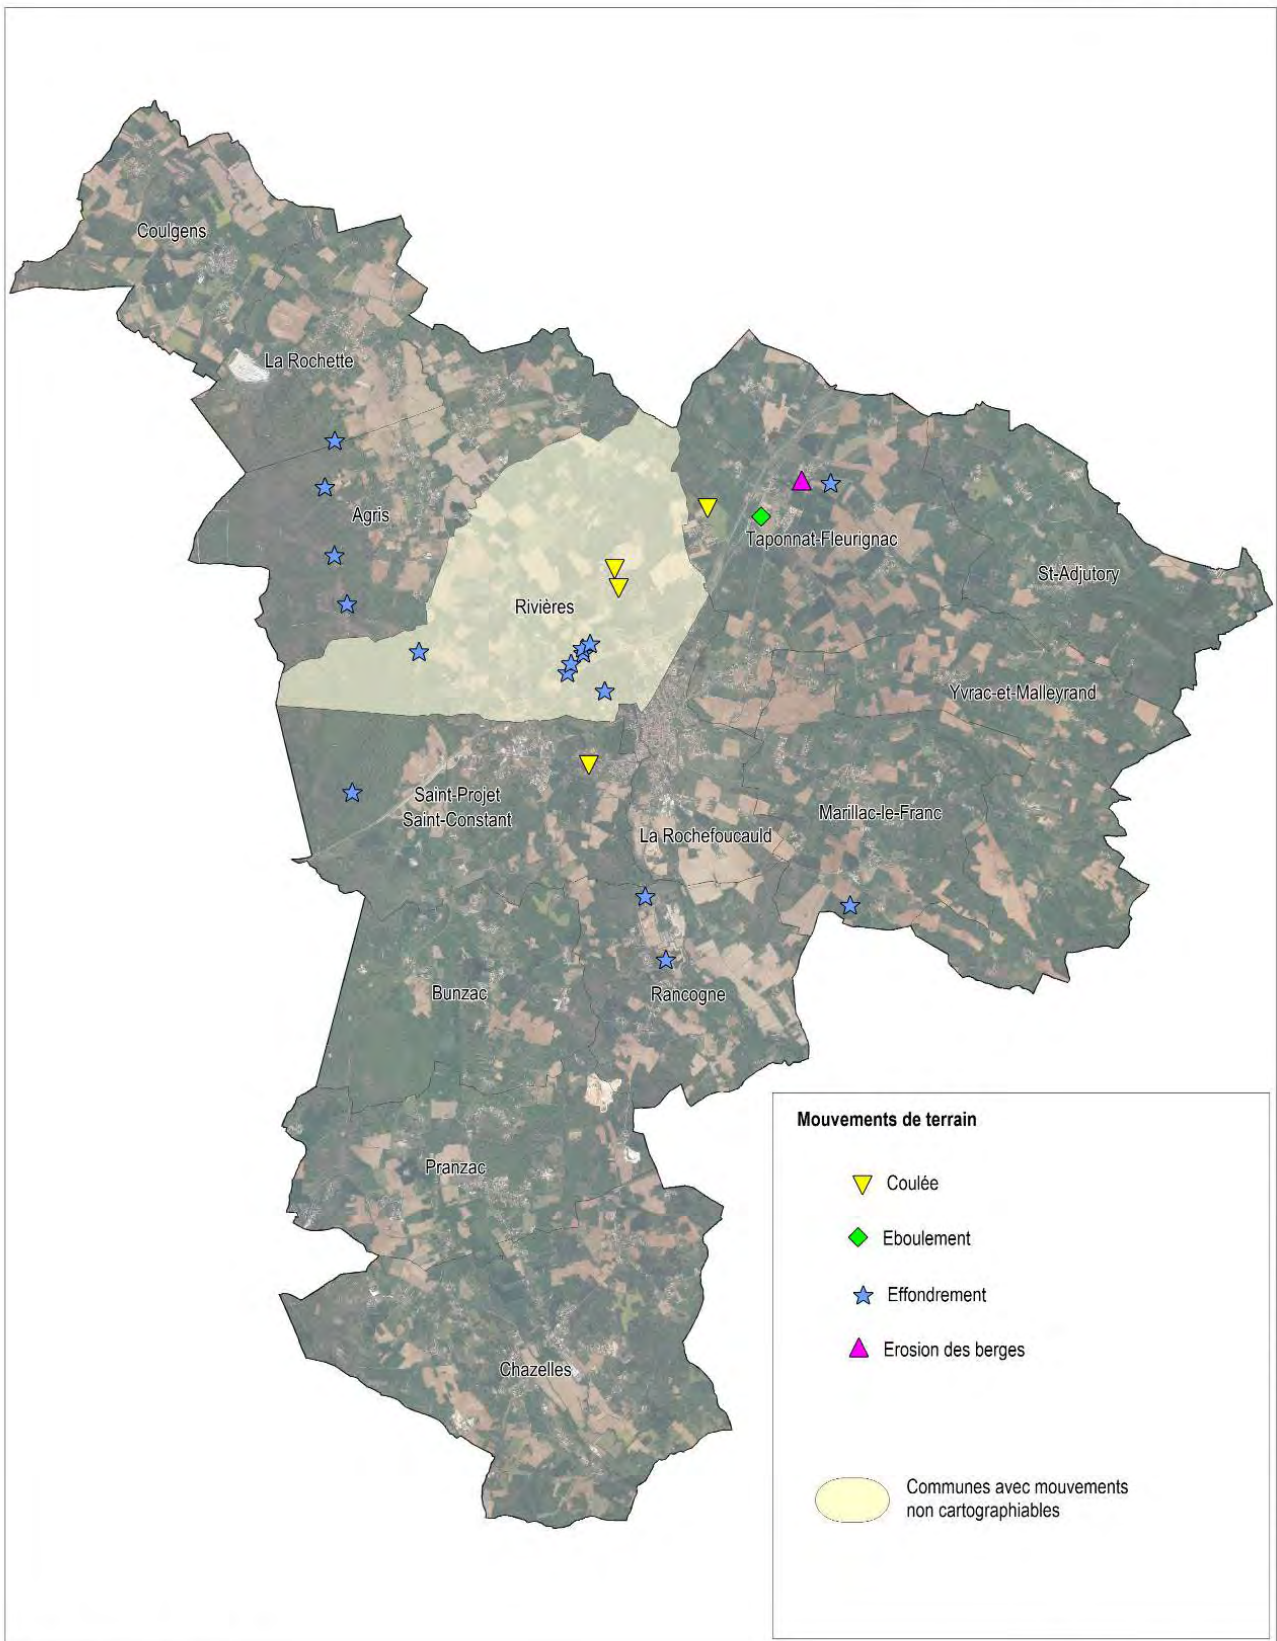 Coulgens
La Rochette
Agris
Taponnat-Fleurignac
St-Adjutory
Rivières
Yvrac-et-Malleyrand
Saint-Projet
Saint-Constant
Marillac-le-Franc
La Rochefoucauld
Bunzac
Rancogne
Pranzac
Chazelles
Mouvements de terrain
Coulée
Eboulement
Effondrement
Erosion des berges
Communes avec mouvements
non cartographiables